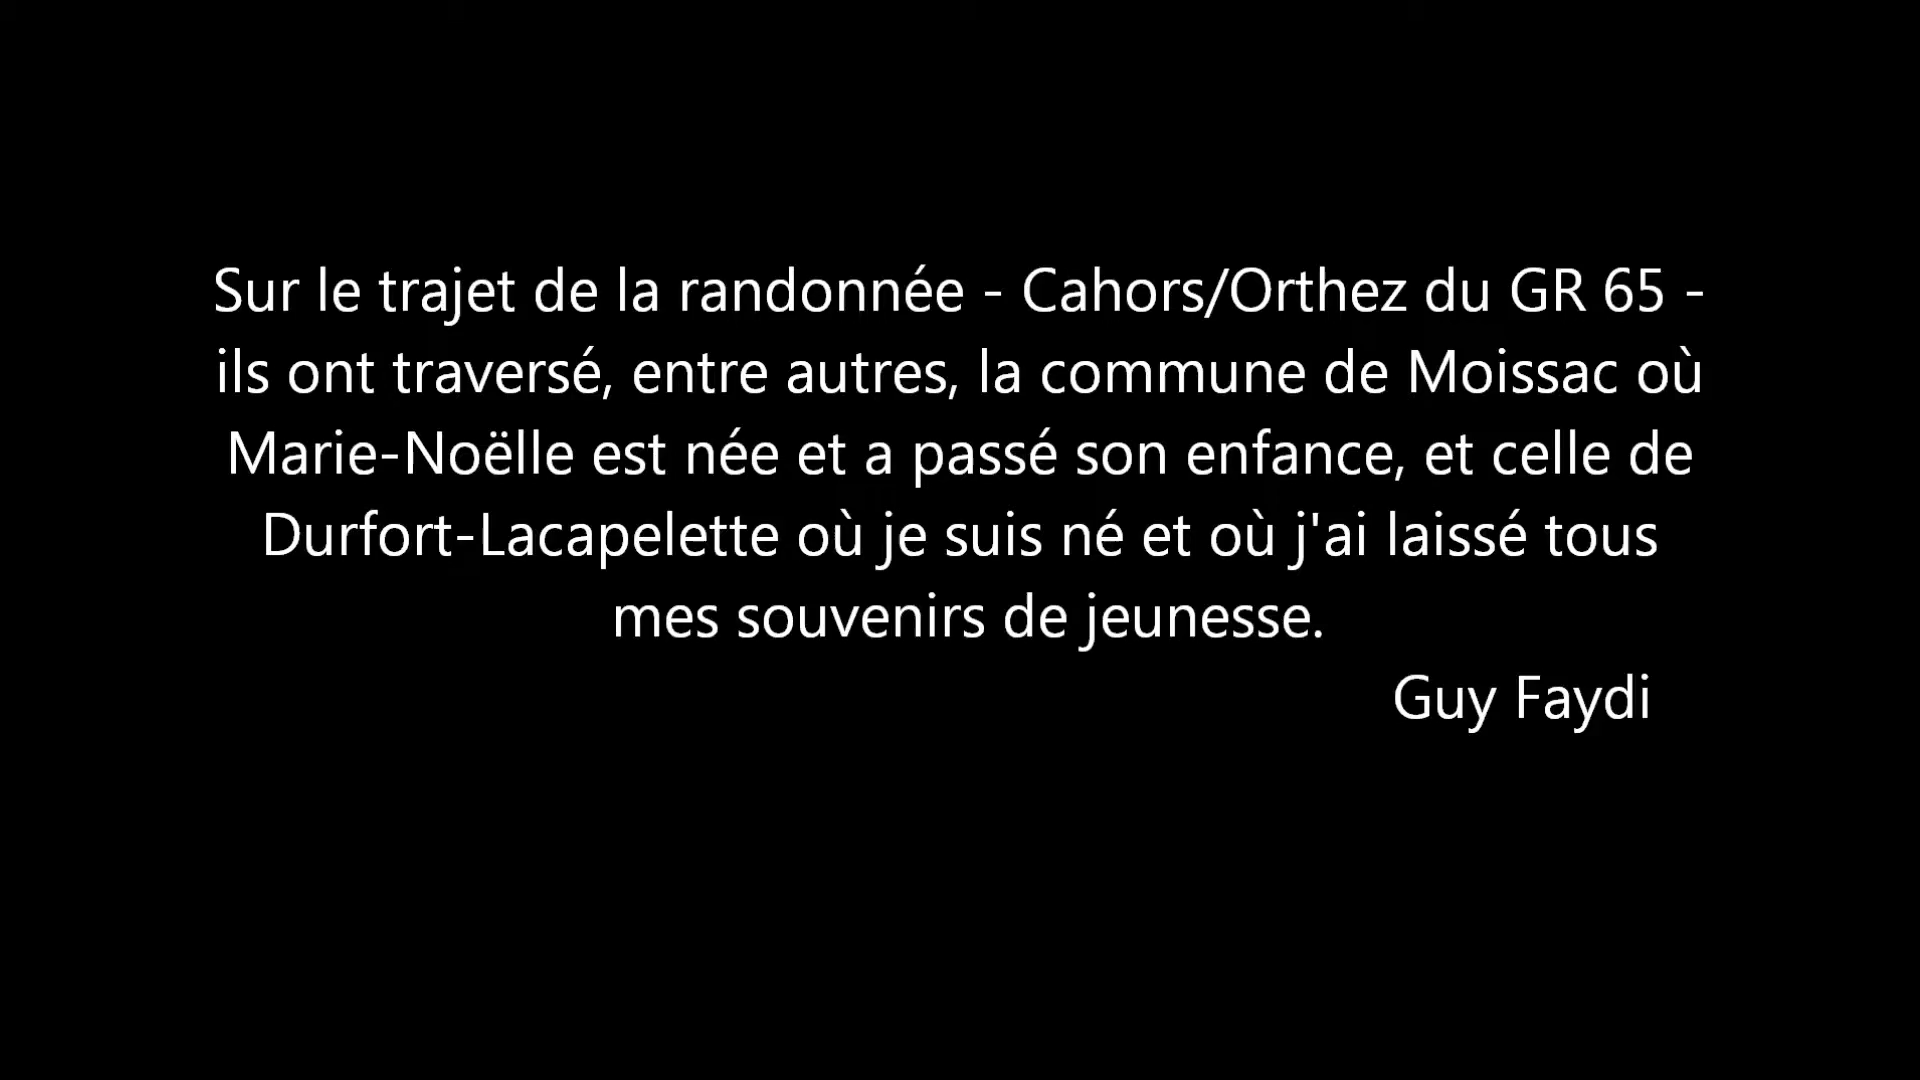 Sur le trajet de la randonnée - Cahors/Orthez du GR 65 -
ils ont traversé, entre autres, la commune de Moissac où
Marie-Noëlle est née et a passé son enfance, et celle de
Durfort-Lacapelette où je suis né et où j'ai laissé tous
mes souvenirs de jeunesse.
Guy Faydi